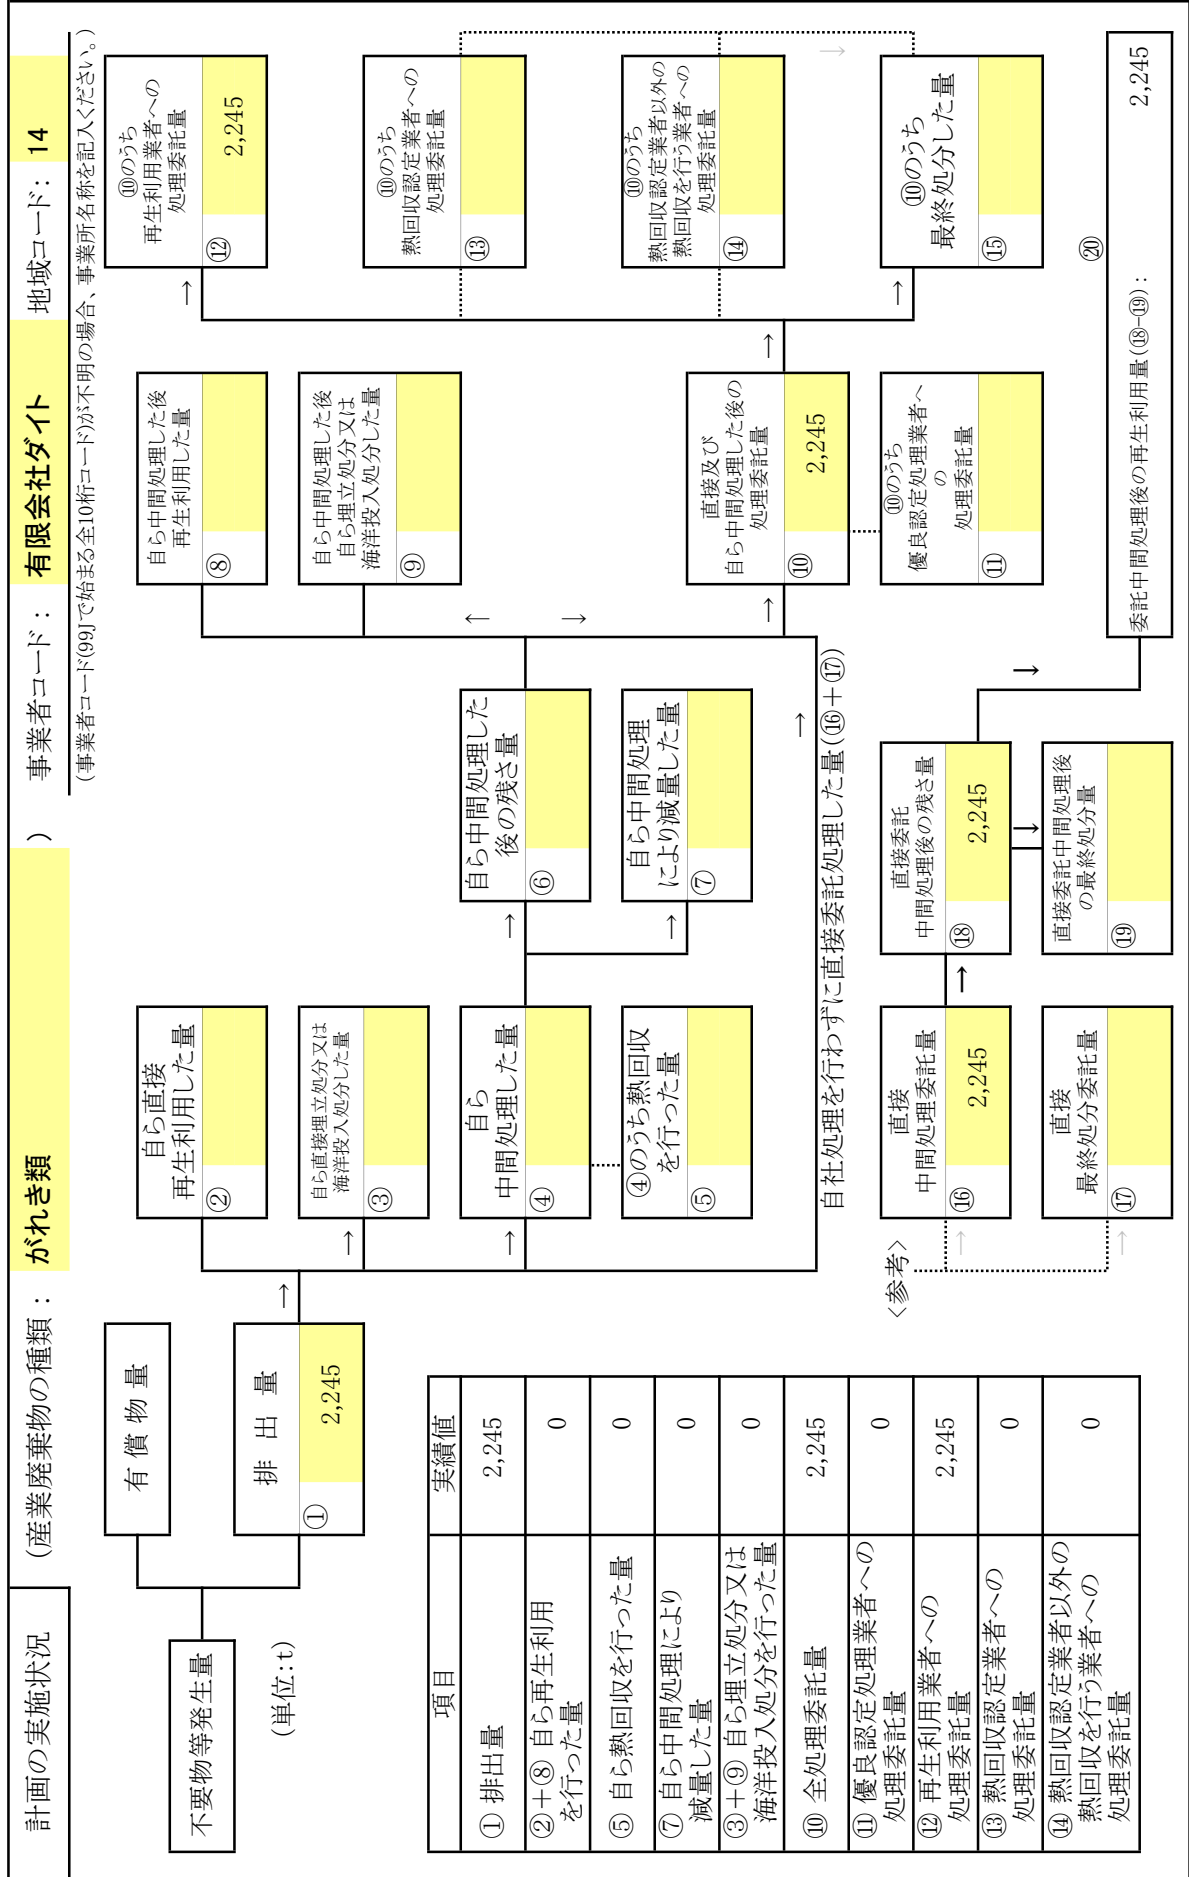 計画の実施状況
(産業廃棄物の種類：
がれき類
)
事業者コード：
有限会社ダイト
地域コード：
14
(事業者コード(99Jで始まる全10桁コード)が不明の場合、事業所名称を記入ください。)
不要物等発生量
(単位:t)
有 償 物 量
排 出 量
①
2,245
→
自ら直接
再生利用した量
②
→
自ら直接埋立処分又は
海洋投入処分した量
③
→
自ら
中間処理した量
④
④のうち熱回収
を行った量
⑤
→
自ら中間処理した
後の残さ量
⑥
→
自ら中間処理
により減量した量
⑦
↑
↓
自ら中間処理した後
再生利用した量
⑧
自ら中間処理した後
自ら埋立処分又は
海洋投入処分した量
⑨
→
自社処理を行わずに直接委託処理した量(⑯＋⑰)
→
直接及び
自ら中間処理した後の
処理委託量
⑩
2,245
⑩のうち
優良認定処理業者へ
の
処理委託量
⑪
→
→
⑩のうち
再生利用業者への
処理委託量
⑫
2,245
⑩のうち
熱回収認定業者への
処理委託量
⑬
⑩のうち
熱回収認定業者以外の
熱回収を行う業者への
処理委託量
⑭
↓
→
⑩のうち
最終処分した量
⑮
<参考>
→
直接
中間処理委託量
⑯
2,245
→
直接
最終処分委託量
⑰
→
直接委託
中間処理後の残さ量
⑱
2,245
↓
直接委託中間処理後
の最終処分量
⑲
↓
⑳
委託中間処理後の再生利用量(⑱-⑲)：
2,245
項目
実績値
① 排出量
2,245
②＋⑧ 自ら再生利用
を行った量
0
⑤ 自ら熱回収を行った量
0
⑦ 自ら中間処理により
減量した量
0
③＋⑨ 自ら埋立処分又は
海洋投入処分を行った量
0
⑩ 全処理委託量
2,245
⑪ 優良認定処理業者への
処理委託量
0
⑫ 再生利用業者への
処理委託量
2,245
⑬ 熱回収認定業者への
処理委託量
0
⑭ 熱回収認定業者以外の
熱回収を行う業者への
処理委託量
0